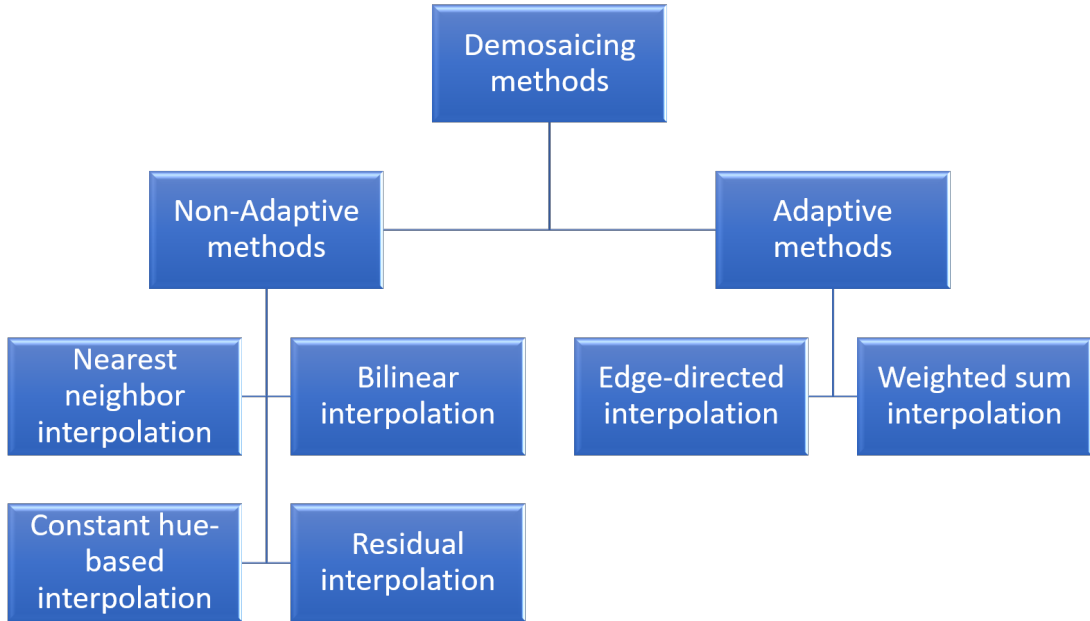 Demosaicing
methods
Non-Adaptive
methods
Adaptive
methods
Nearest
neighbor
interpolation
Bilinear
interpolation
Edge-directed
interpolation
Weighted sum
interpolation
Constant hue-
based
interpolation
Residual
interpolation